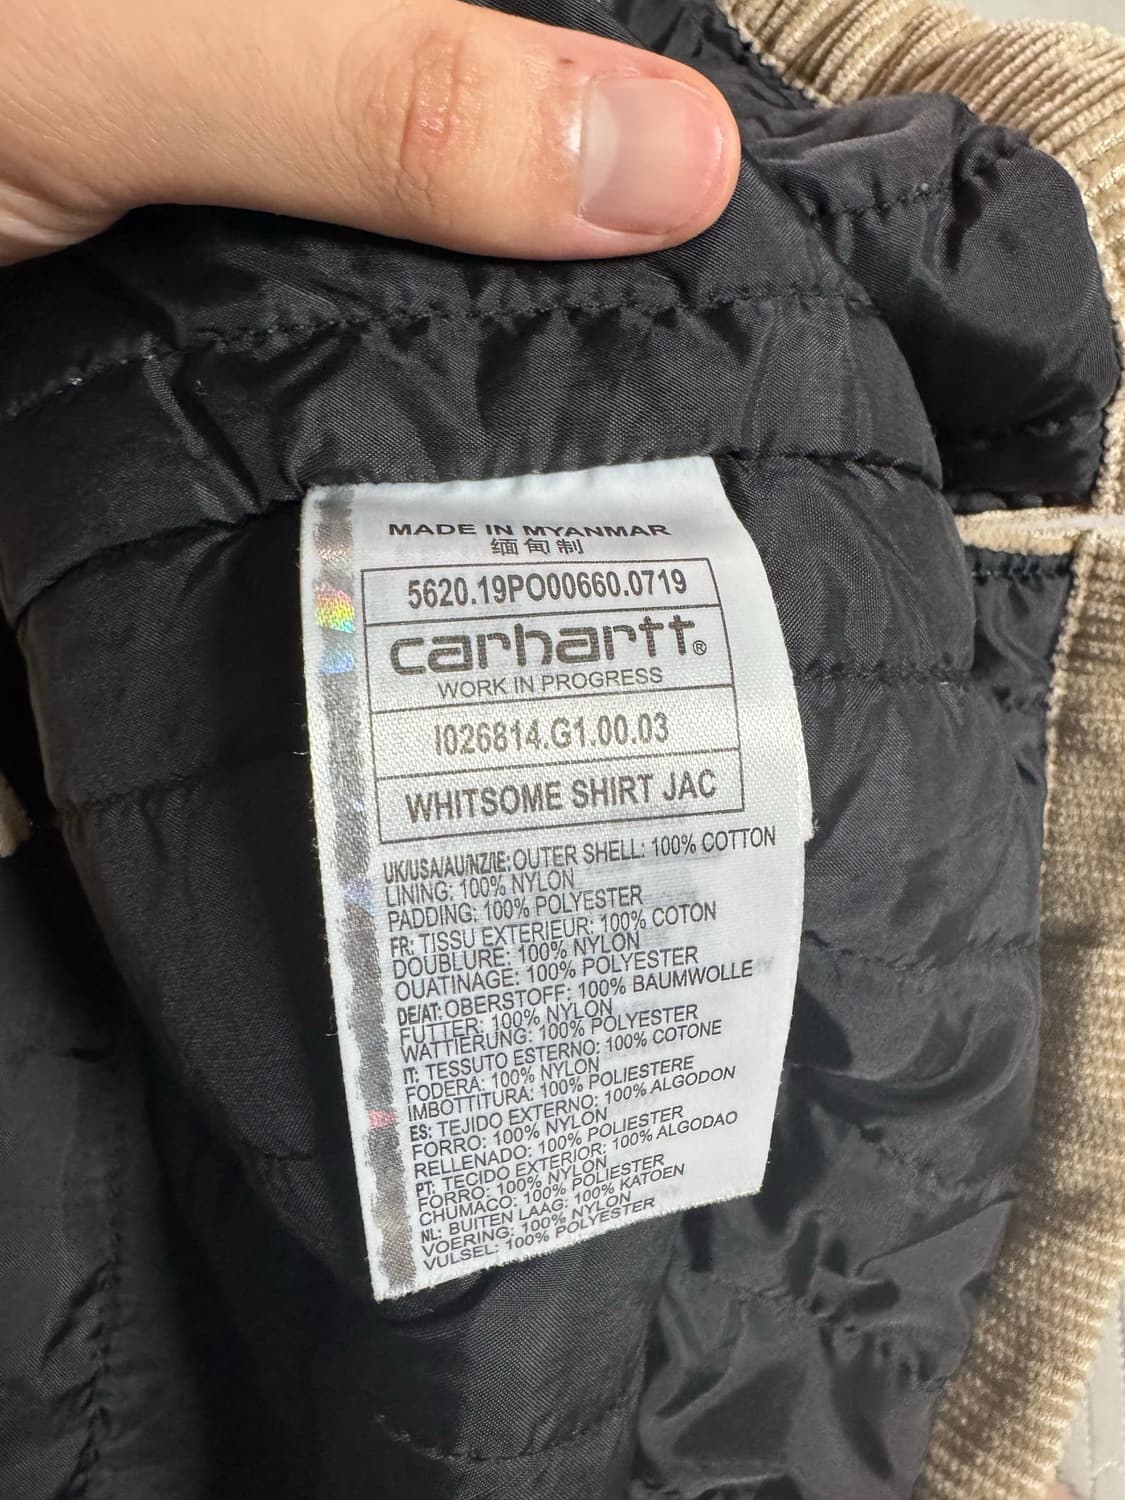 MADE IN MYANMAR
缅甸制
5620.19PO00660.0719
carhartt®
WORK IN PROGRESS
I026814.G1.00.03
WHITSOME SHIRT JAC
UK/USA/AU/NZ/IE: OUTER SHELL: 100% COTTON
LINING: 100% NYLON
PADDING: 100% POLYESTER
FR: TISSU EXTERIEUR: 100% COTON
DOUBLURE: 100% NYLON
OUATINAGE: 100% POLYESTER
DE/AT: OBERSTOFF: 100% BAUMWOLLE
FUTTER: 100% NYLON
WATTIERUNG: 100% POLYESTER
IT: TESSUTO ESTERNO: 100% COTONE
FODERA: 100% NYLON
IMBOTTITURA: 100% POLIESTERE
ES: TEJIDO EXTERNO: 100% ALGODON
FORRO: 100% NYLON
RELLENADO: 100% POLIESTER
PT: TECIDO EXTERIOR: 100% ALGODAO
FORRO: 100% NYLON
CHUMACO: 100% POLIESTER
NL: BUITEN LAAG: 100% KATOEN
VOERING: 100% NYLON
VULSEL: 100% POLYESTER